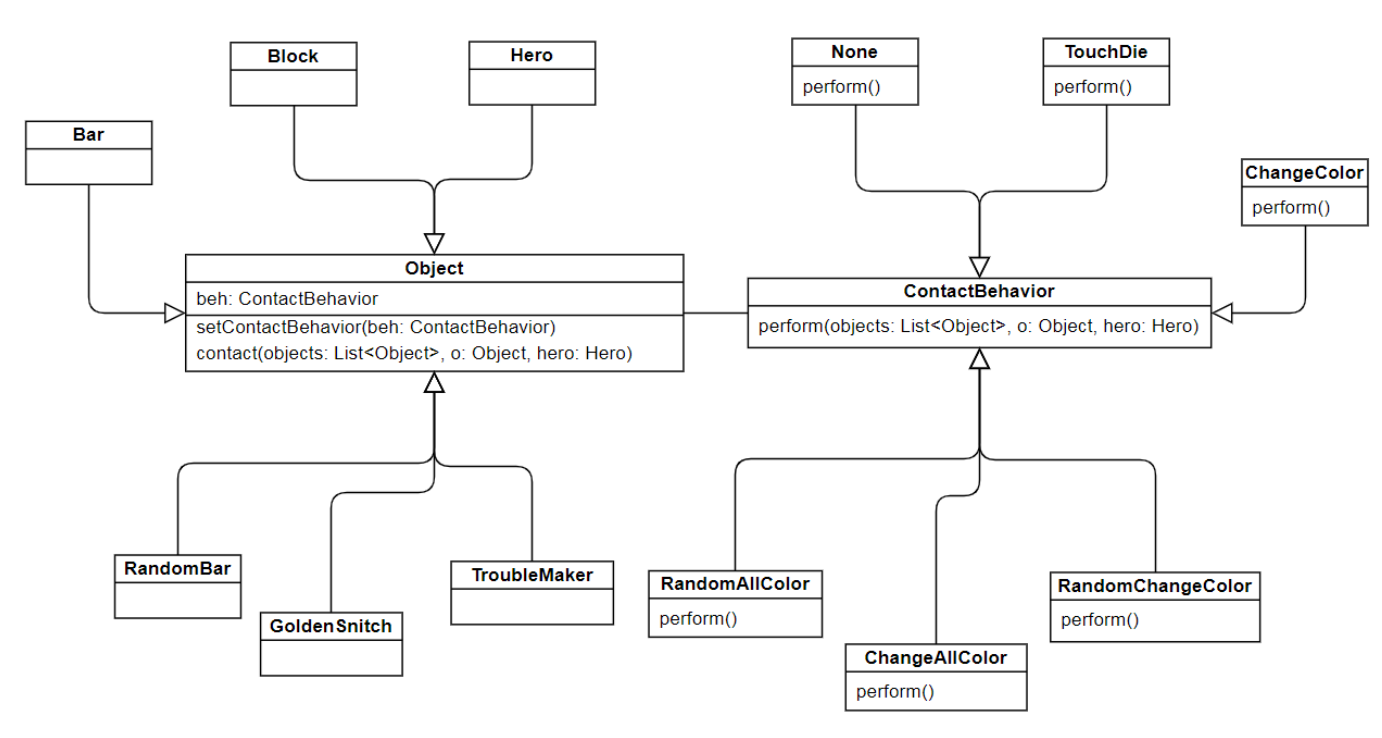 Block
Hero
None
perform()
TouchDie
perform()
Bar
ChangeColor
perform()
Object
beh: ContactBehavior
setContactBehavior(beh: ContactBehavior)
contact(objects: List<Object>, o: Object, hero: Hero)
ContactBehavior
perform(objects: List<Object>, o: Object, hero: Hero)
RandomBar
GoldenSnitch
TroubleMaker
RandomAllColor
perform()
ChangeAllColor
perform()
RandomChangeColor
perform()